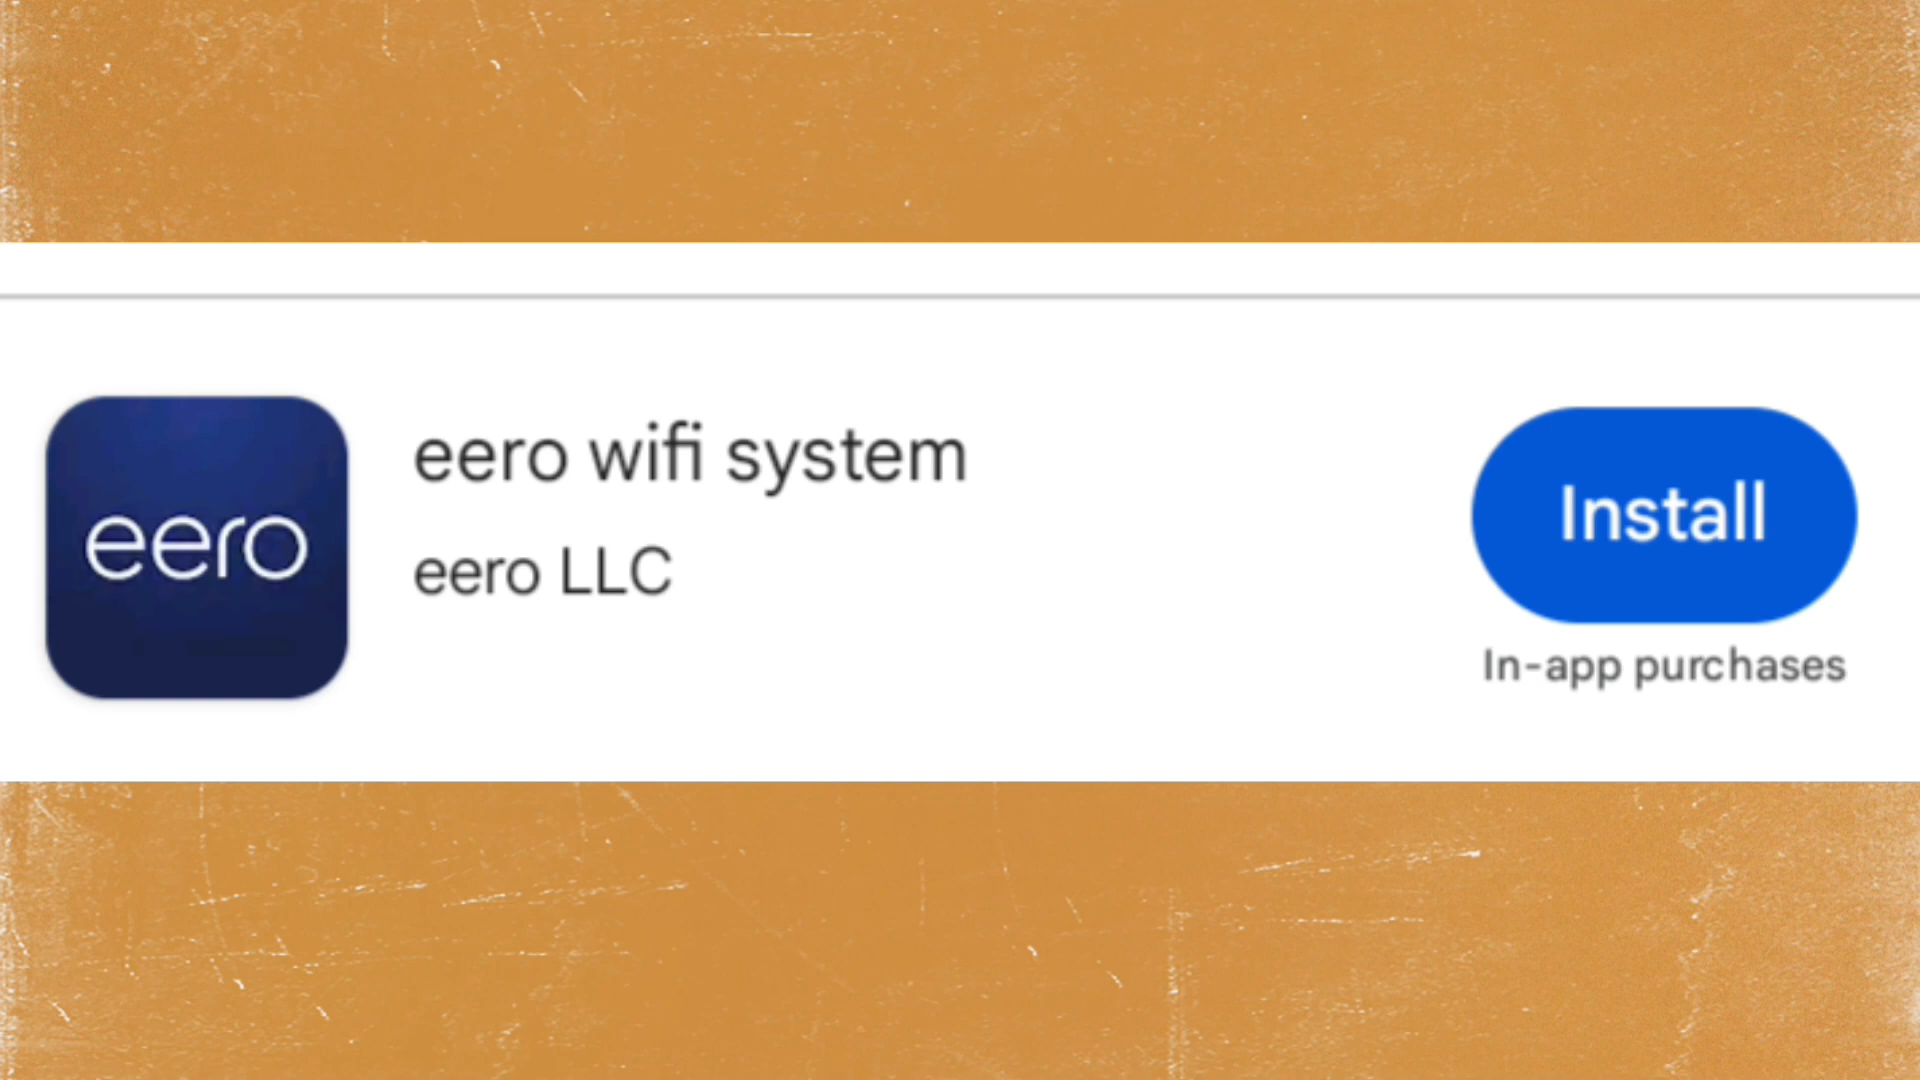 eero
eero wifi system
eero LLC
Install
In-app purchases